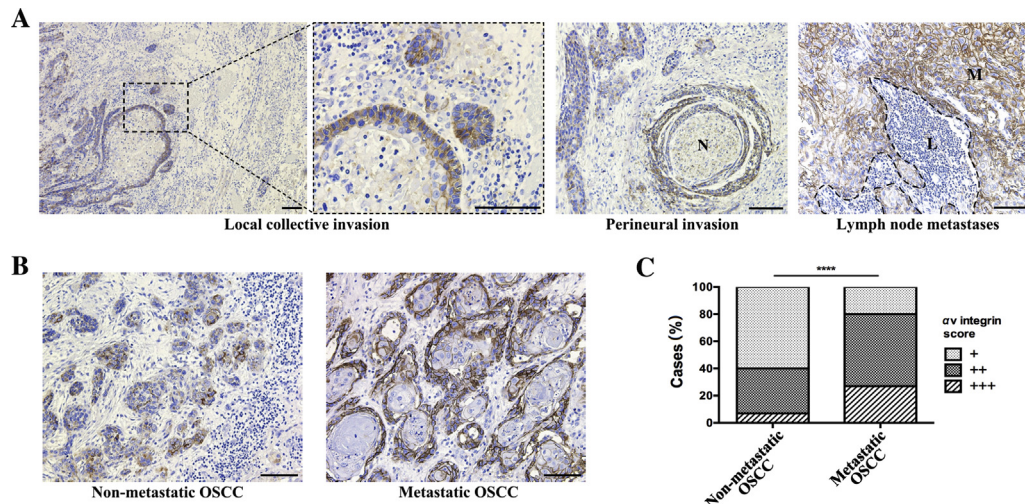 A
N
M
L
Local collective invasion
Perineural invasion
Lymph node metastases
B
Non-metastatic OSCC
Metastatic OSCC
C
****
100
80
60
40
20
0
Cases (%)
Non-metastatic
OSCC
Metastatic
OSCC
αv integrin
score
+
++
+++